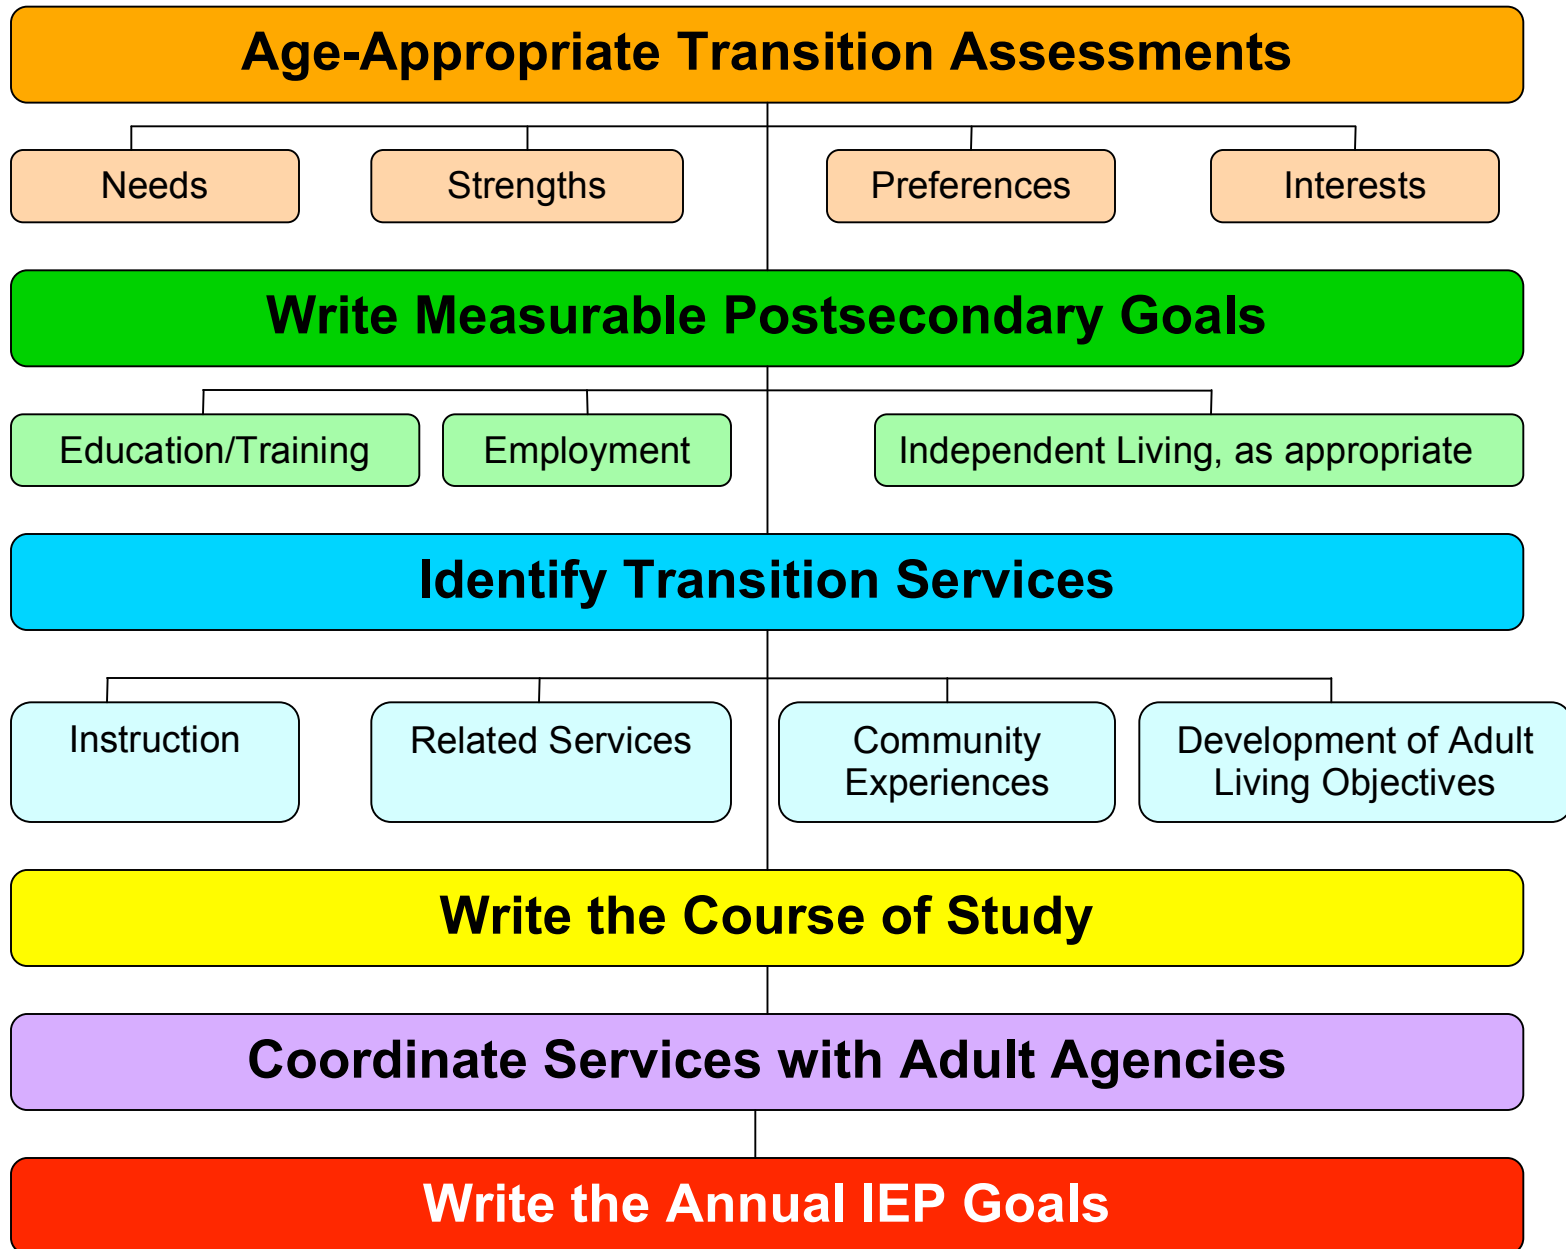 Age-Appropriate Transition Assessments
Needs
Strengths
Preferences
Interests
Write Measurable Postsecondary Goals
Education/Training
Employment
Independent Living, as appropriate
Identify Transition Services
Instruction
Related Services
Community
Experiences
Development of Adult
Living Objectives
Write the Course of Study
Coordinate Services with Adult Agencies
Write the Annual IEP Goals